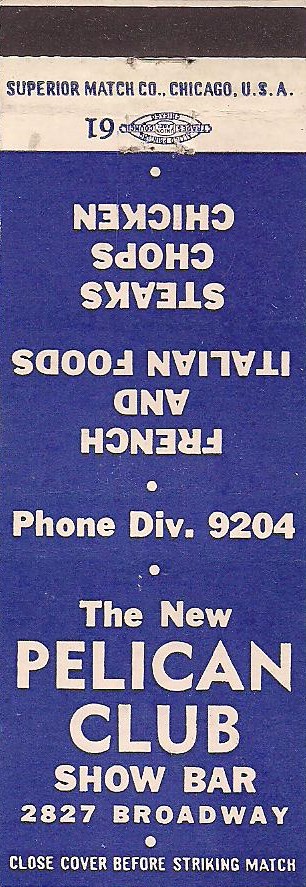 SUPERIOR MATCH CO., CHICAGO, U.S.A.
19
FRENCH
AND
ITALIAN FOODS
STEAKS
CHOPS
CHICKEN
Phone Div. 9204
The New
PELICAN
CLUB
SHOW BAR
2827 BROADWAY
CLOSE COVER BEFORE STRIKING MATCH